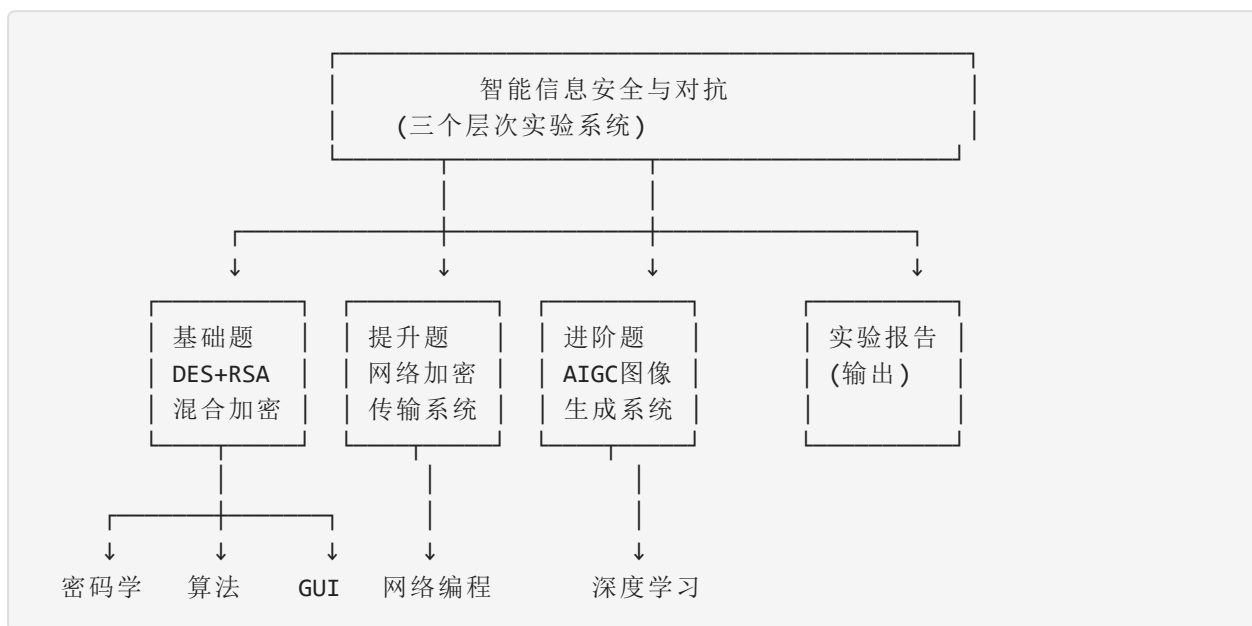 智能信息安全与对抗
(三个层次实验系统)
基础题 提升题 进阶题 实验报告
DES+RSA 网络加密 AIGC图像 (输出)
混合加密 传输系统 生成系统
密码学 算法 GUI 网络编程 深度学习